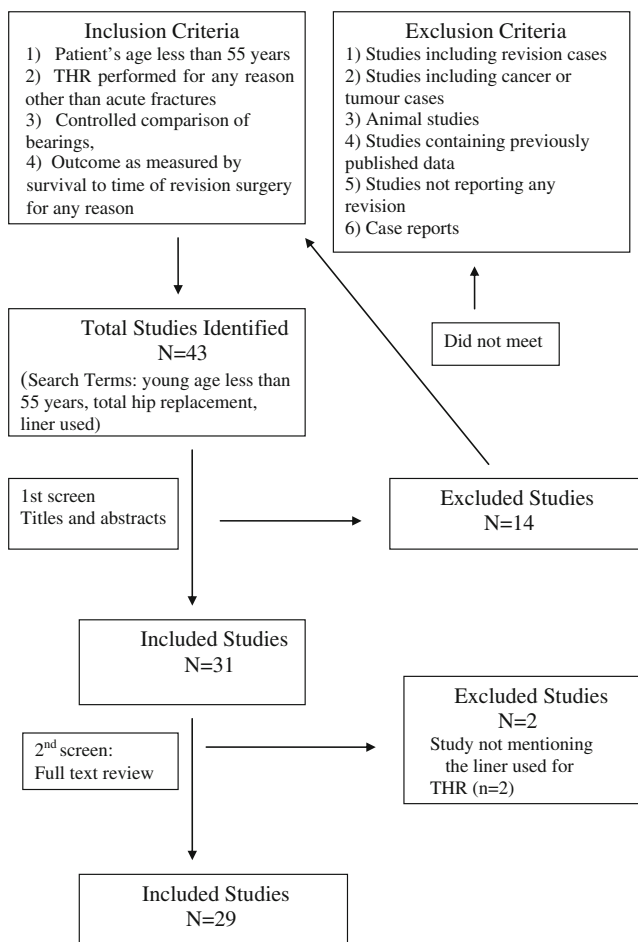 Inclusion Criteria
1) Patient's age less than 55 years
2) THR performed for any reason
other than acute fractures
3) Controlled comparison of
bearings,
4) Outcome as measured by
survival to time of revision surgery
for any reason
Exclusion Criteria
1) Studies including revision cases
2) Studies including cancer or
tumour cases
3) Animal studies
4) Studies containing previously
published data
5) Studies not reporting any
revision
6) Case reports
Total Studies Identified
N=43
(Search Terms: young age less than
55 years, total hip replacement,
liner used)
Did not meet
1st screen
Titles and abstracts
Excluded Studies
N=14
Included Studies
N=31
2nd screen:
Full text review
Excluded Studies
N=2
Study not mentioning
the liner used for
THR (n=2)
Included Studies
N=29